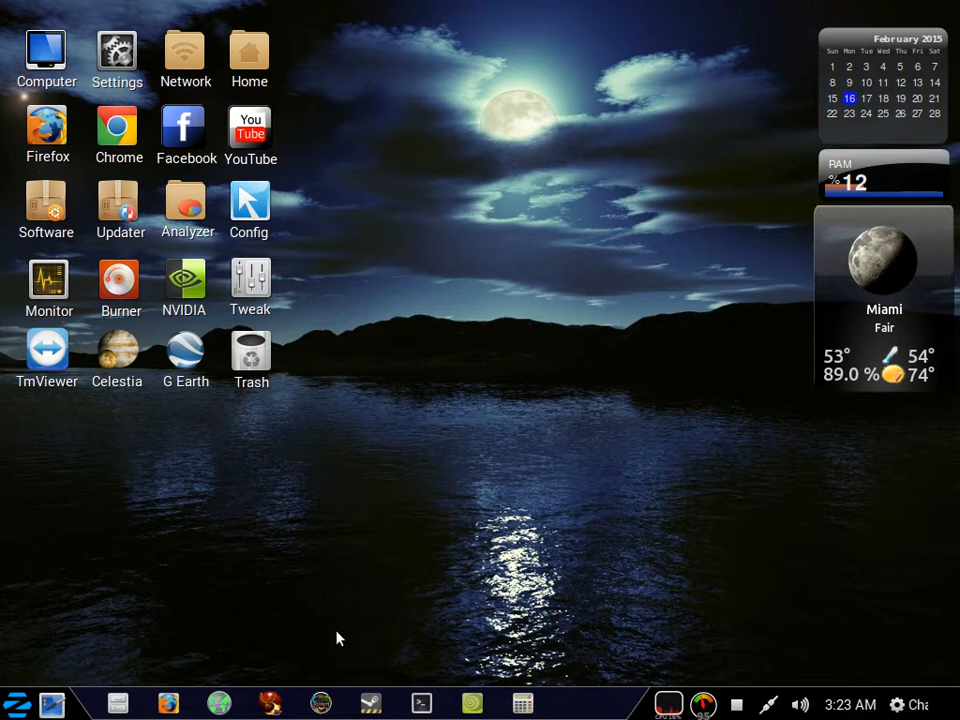 Computer Settings Network Home
Firefox Chrome Facebook YouTube
You
Tube
Software Updater Analyzer Config
Monitor Burner NVIDIA Tweak
TmViewer Celestia G Earth Trash
February 2015
Sun Mon Tue Wed Thu Fri Sat
1 2 3 4 5 6 7
8 9 10 11 12 13 14
15 16 17 18 19 20 21
22 23 24 25 26 27 28
RAM
%12
Miami
Fair
53° 54°
89.0 % 74°
3:23 AM Cha